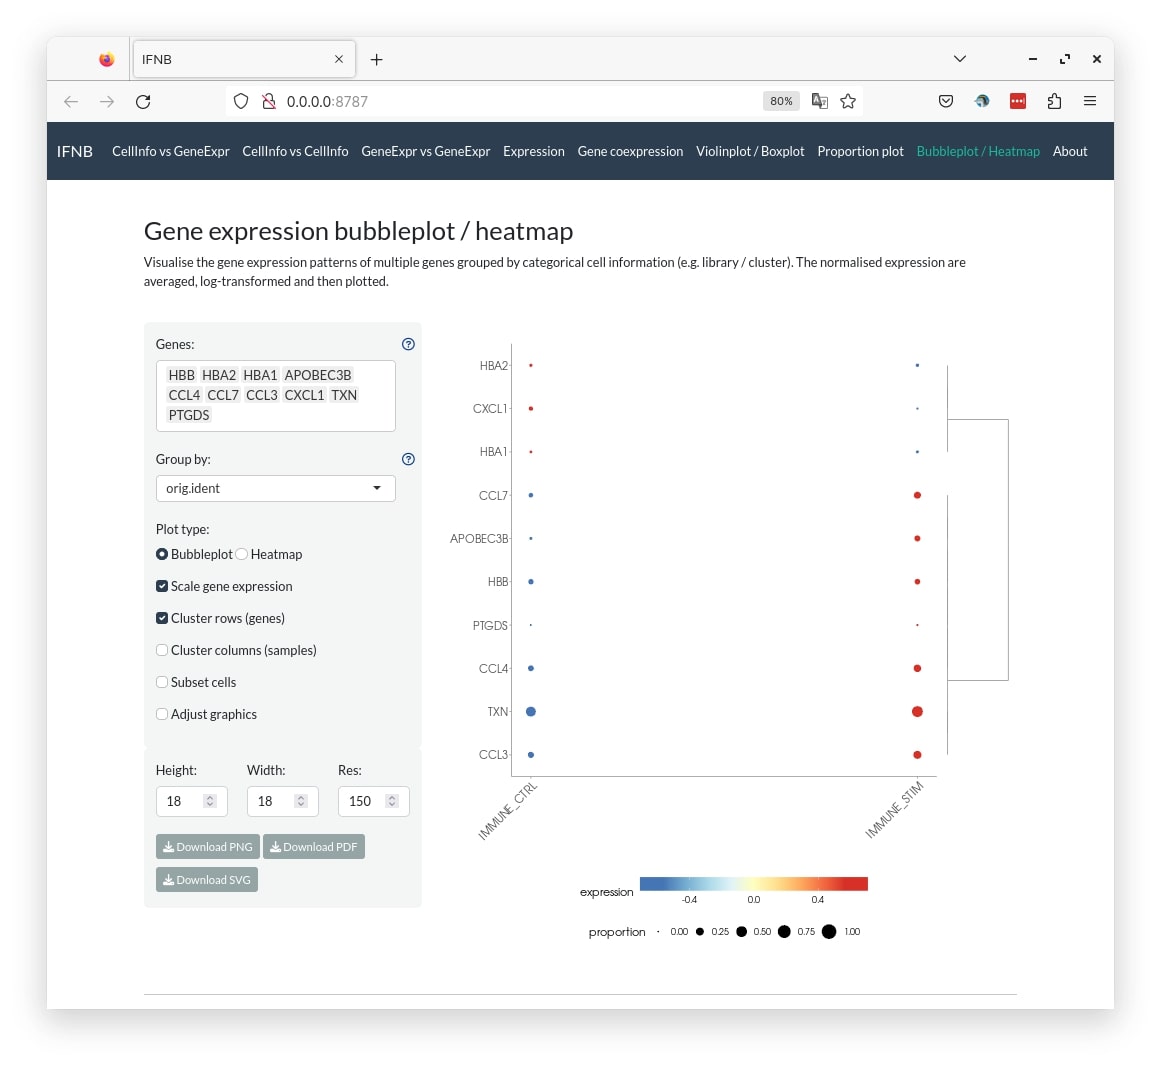 IFNB
0.0.0.0:8787
80%
IFNB CellInfo vs GeneExpr CellInfo vs CellInfo GeneExpr vs GeneExpr Expression Gene coexpression Violinplot / Boxplot Proportion plot Bubbleplot / Heatmap About
Gene expression bubbleplot / heatmap
Visualise the gene expression patterns of multiple genes grouped by categorical cell information (e.g. library / cluster). The normalised expression are
averaged, log-transformed and then plotted.
Genes:
HBB HBA2 HBA1 APOBEC3B
CCL4 CCL7 CCL3 CXCL1 TXN
PTGDS
Group by:
orig.ident
Plot type:
Bubbleplot Heatmap
Scale gene expression
Cluster rows (genes)
Cluster columns (samples)
Subset cells
Adjust graphics
Height: Width: Res:
18 18 150
Download PNG Download PDF
Download SVG
HBA2
CXCL1
HBA1
CCL7
APOBEC3B
HBB
PTGDS
CCL4
TXN
CCL3
IMMUNE_CTRL IMMUNE_STIM
expression -0.4 0.0 0.4
proportion 0.00 0.25 0.50 0.75 1.00